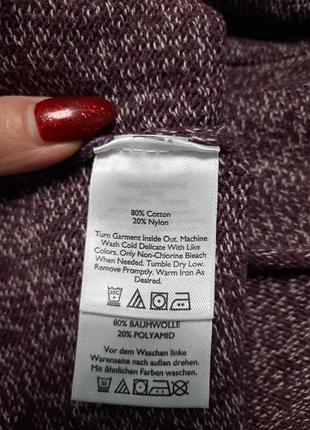 80% Cotton
20% Nylon
Turn Garment Inside Out. Machine
Wash Cold Delicate With Like
Colors. Only Non-Chlorine Bleach
When Needed. Tumble Dry Low.
Remove Promptly. Warm Iron As
Desired.
80% BAUMWOLLE
20% POLYAMID
Vor dem Waschen linke
Warenseite nach außen drehen.
Mit ähnlichen Farben waschen